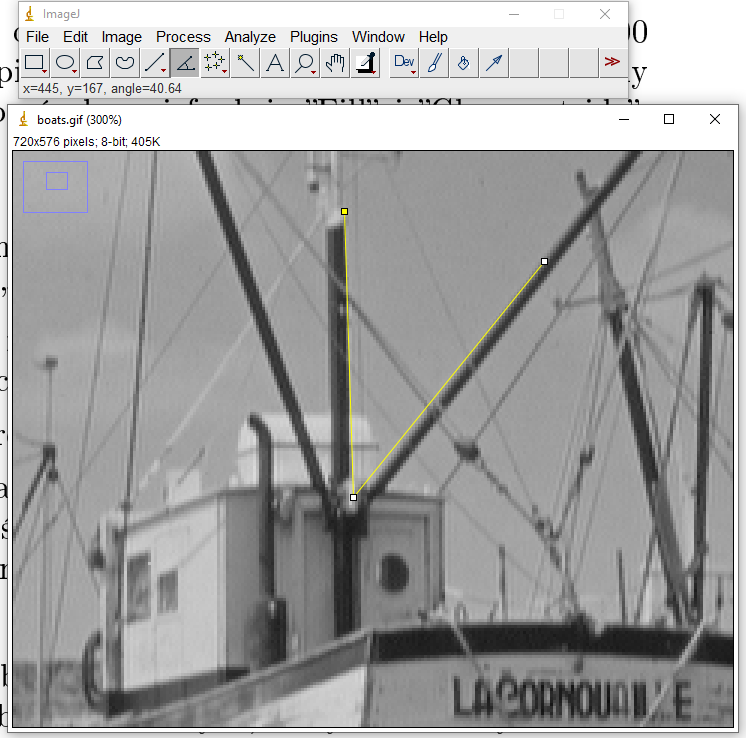 ImageJ
File Edit Image Process Analyze Plugins Window Help
Dev
x=445, y=167, angle=40.64
boats.gif (300%)
720x576 pixels; 8-bit; 405K
LACORNOUAILLE